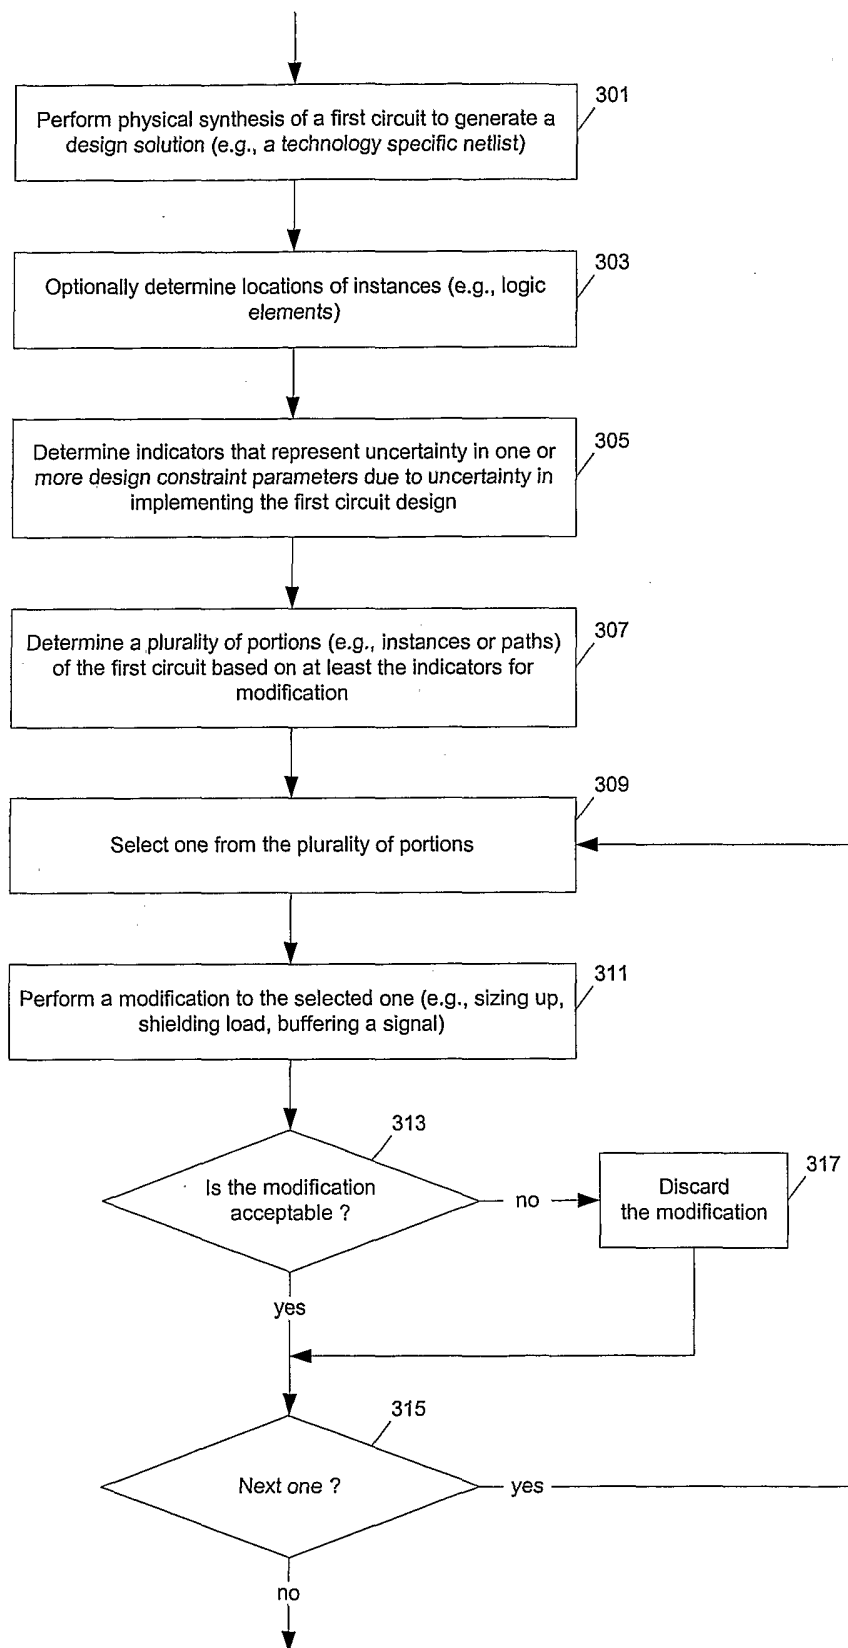 301
Perform physical synthesis of a first circuit to generate a
design solution (e.g., a technology specific netlist)
303
Optionally determine locations of instances (e.g., logic
elements)
305
Determine indicators that represent uncertainty in one or
more design constraint parameters due to uncertainty in
implementing the first circuit design
307
Determine a plurality of portions (e.g., instances or paths)
of the first circuit based on at least the indicators for
modification
309
Select one from the plurality of portions
311
Perform a modification to the selected one (e.g., sizing up,
shielding load, buffering a signal)
313
Is the modification
acceptable ?
no
317
Discard
the modification
yes
315
Next one ?
yes
no